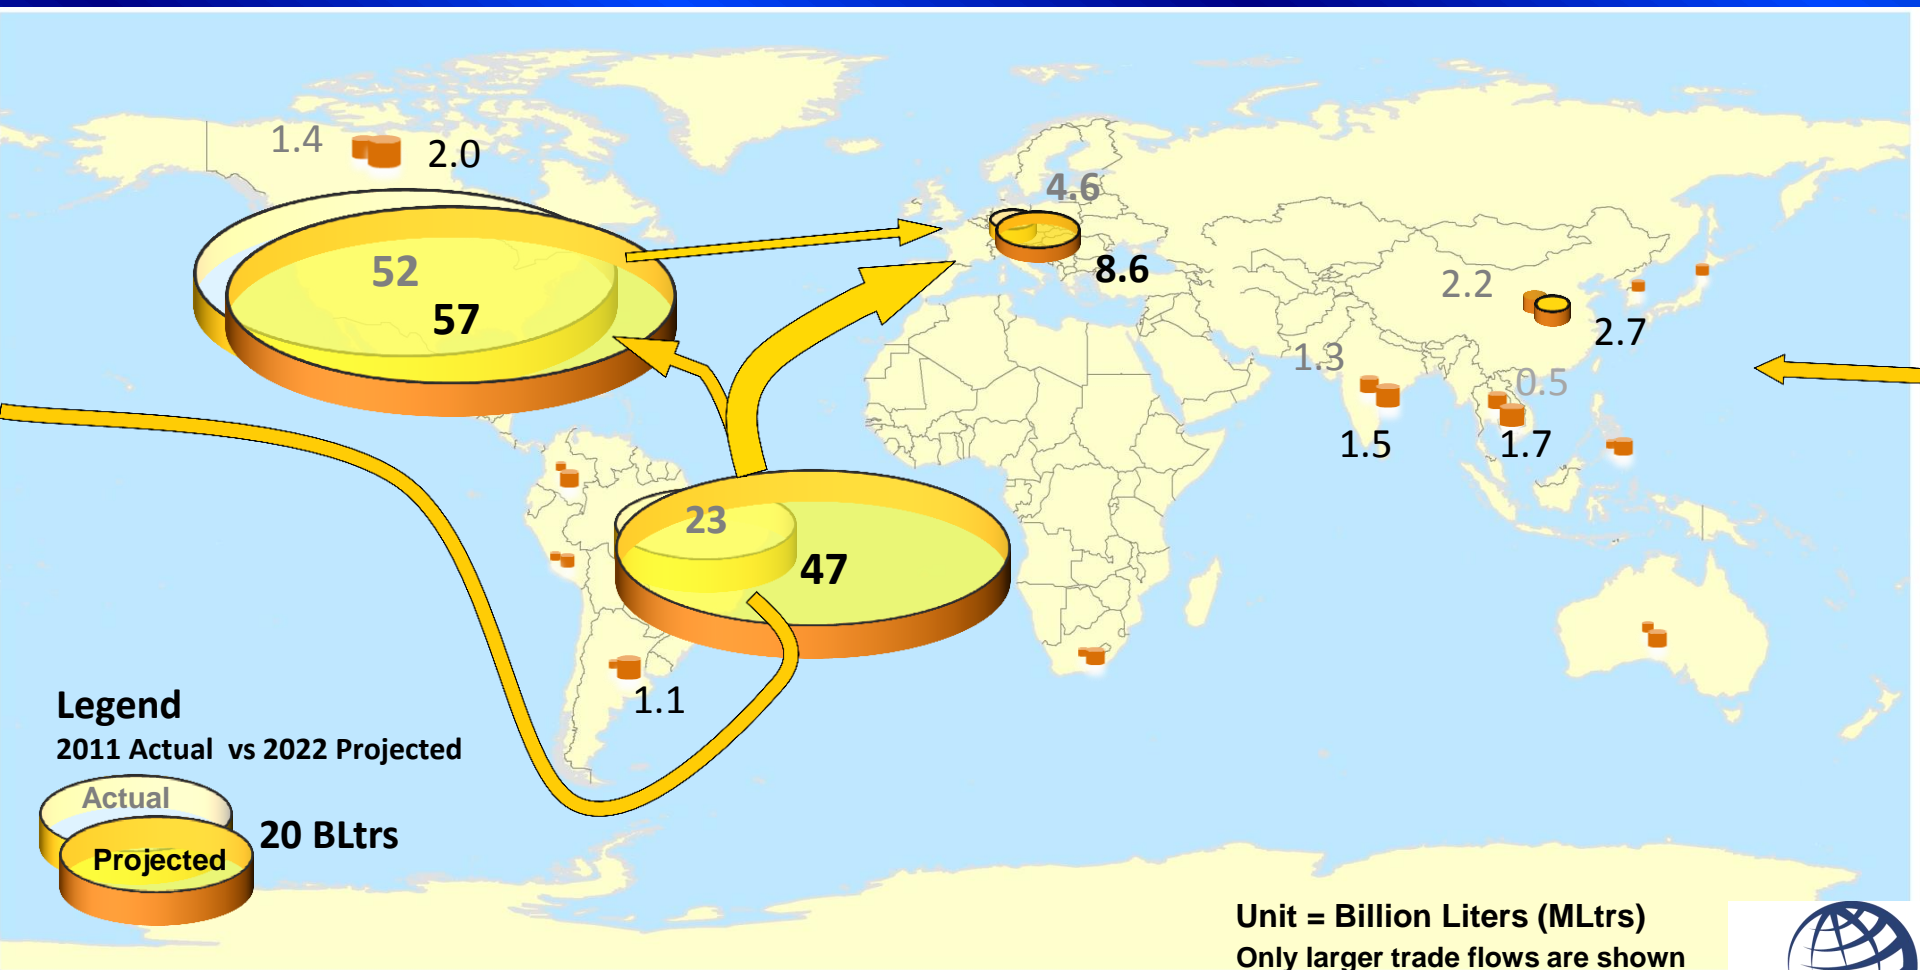 1.4
2.0
4.6
52
8.6
2.2
57
2.7
1.3
0.5
1.5
1.7
23
47
1.1
Legend
2011 Actual vs 2022 Projected
Actual
20 BLtrs
Projected
Unit = Billion Liters (MLtrs)
Only larger trade flows are shown